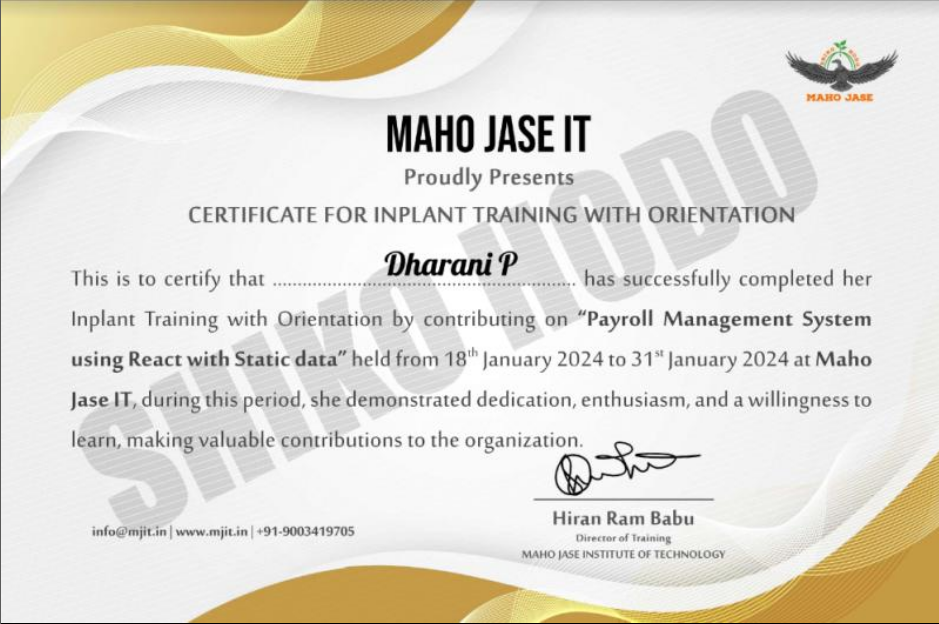 MAHO JASE
MAHO JASE IT
Proudly Presents
CERTIFICATE FOR INPLANT TRAINING WITH ORIENTATION
This is to certify that ............ Dharani P ............ has successfully completed her
Inplant Training with Orientation by contributing on “Payroll Management System
using React with Static data” held from 18th January 2024 to 31st January 2024 at Maho
Jase IT, during this period, she demonstrated dedication, enthusiasm, and a willingness to
learn, making valuable contributions to the organization.
SHIKO HODO
Hiran Ram Babu
Director of Training
MAHO JASE INSTITUTE OF TECHNOLOGY
info@mjit.in | www.mjit.in | +91-9003419705